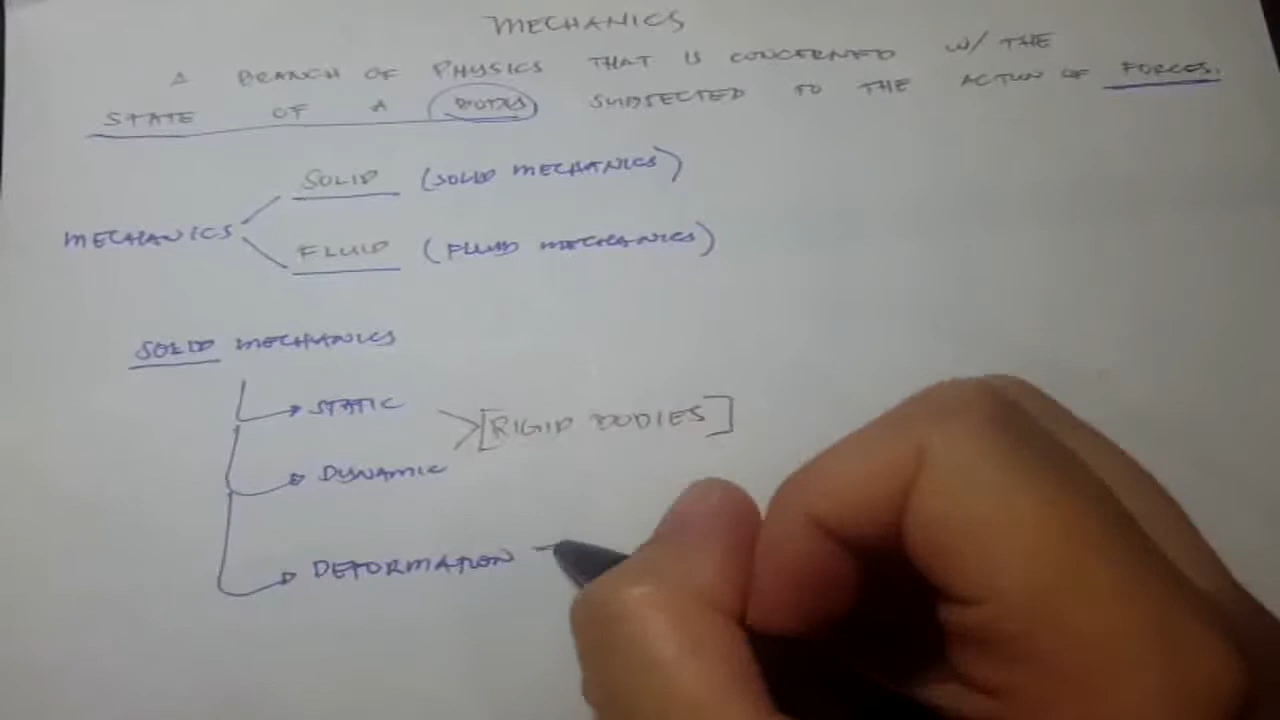 MECHANICS
A BRANCH OF PHYSICS THAT IS CONCERNED W/ THE
STATE OF A BODY SUBJECTED TO THE ACTION OF FORCES.
SOLID (SOLID MECHANICS)
MECHANICS
FLUID (FLUID MECHANICS)
SOLID MECHANICS
STATIC
[RIGID BODIES]
DYNAMIC
DEFORMATION